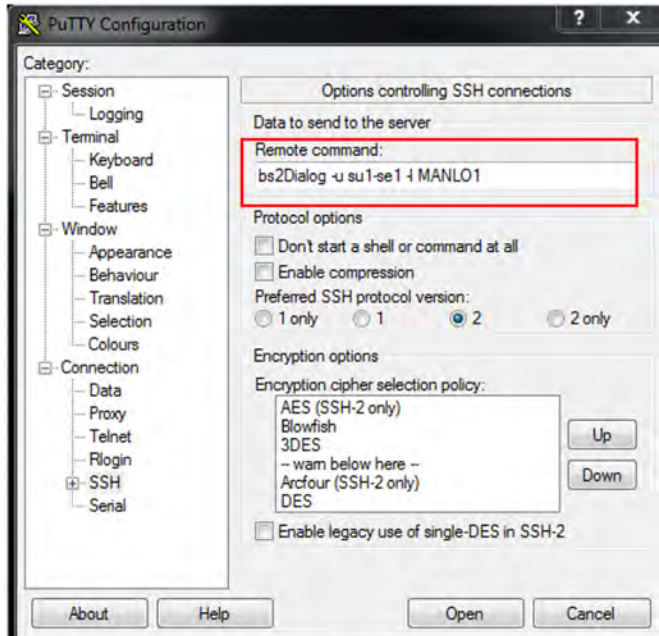 PuTTY Configuration
? x
Category:
Session
Logging
Terminal
Keyboard
Bell
Features
Window
Appearance
Behaviour
Translation
Selection
Colours
Connection
Data
Proxy
Telnet
Rlogin
SSH
Serial
Options controlling SSH connections
Data to send to the server
Remote command:
bs2Dialog -u su1-se1 -l MANLO1
Protocol options
Don't start a shell or command at all
Enable compression
Preferred SSH protocol version:
1 only 1 2 2 only
Encryption options
Encryption cipher selection policy:
AES (SSH-2 only)
Blowfish
3DES
-- warn below here --
Arcfour (SSH-2 only)
DES
Up
Down
Enable legacy use of single-DES in SSH-2
About Help Open Cancel